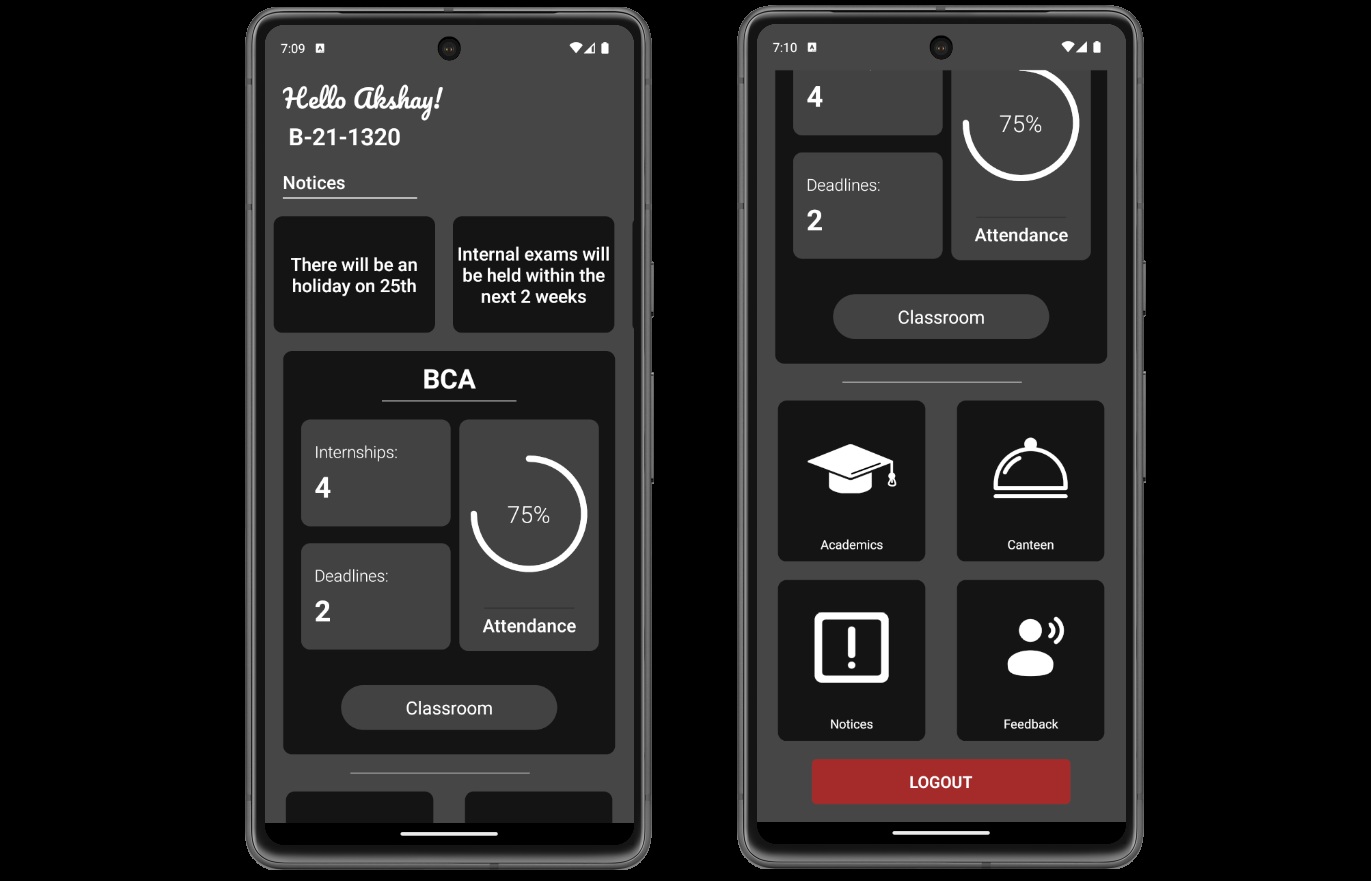 7:09
Hello Akshay!
B-21-1320
Notices
There will be an
holiday on 25th
Internal exams will
be held within the
next 2 weeks
BCA
Internships:
4
75%
Deadlines:
2
Attendance
Classroom
7:10
4
75%
Deadlines:
2
Attendance
Classroom
Academics
Canteen
Notices
Feedback
LOGOUT